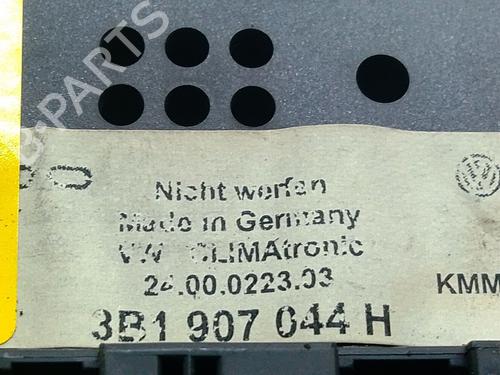 B-PARTS
Nicht werfen
Made in Germany
VW CLIMAtronic
24.00.0223.03
KMM
3B1 907 044 H